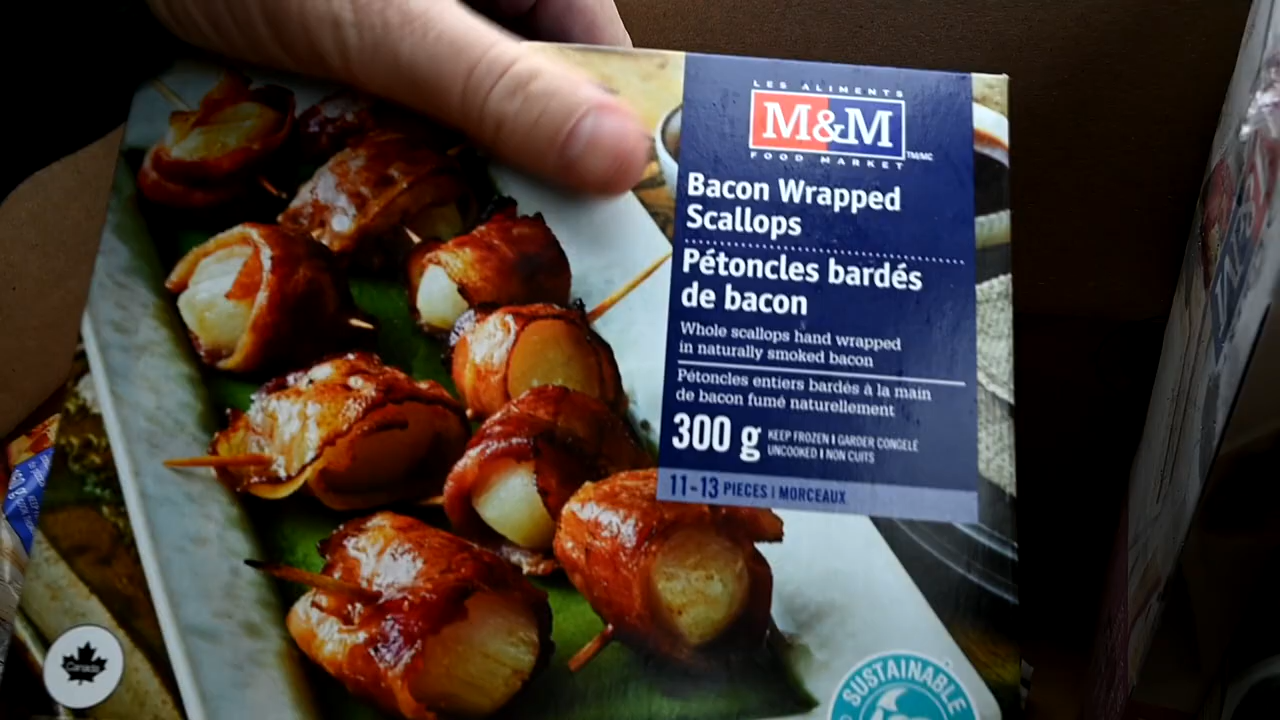 LES ALIMENTS
M&M
FOOD MARKET
TM/MC
Bacon Wrapped
Scallops
Pétoncles bardés
de bacon
Whole scallops hand wrapped
in naturally smoked bacon
Pétoncles entiers bardés à la main
de bacon fumé naturellement
300 g
KEEP FROZEN | GARDER CONGELÉ
UNCOOKED | NON CUITS
11-13 PIECES | MORCEAUX
Canada
SUSTAINABLE